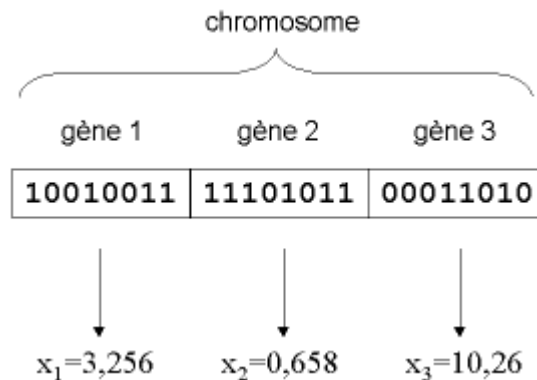 chromosome
gène 1 gène 2 gène 3
10010011 11101011 00011010
x1=3,256 x2=0,658 x3=10,26